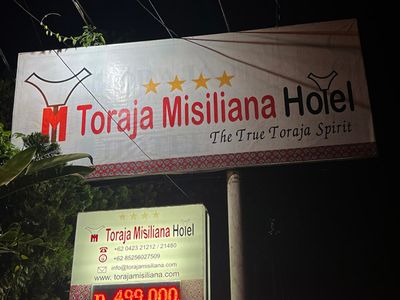 M Toraja Misiliana Hotel
The True Toraja Spirit
M Toraja Misiliana Hotel
+62 0423 21212 / 21480
+62 85256027509
info@torajamisiliana.com
www.torajamisiliana. com
499.000